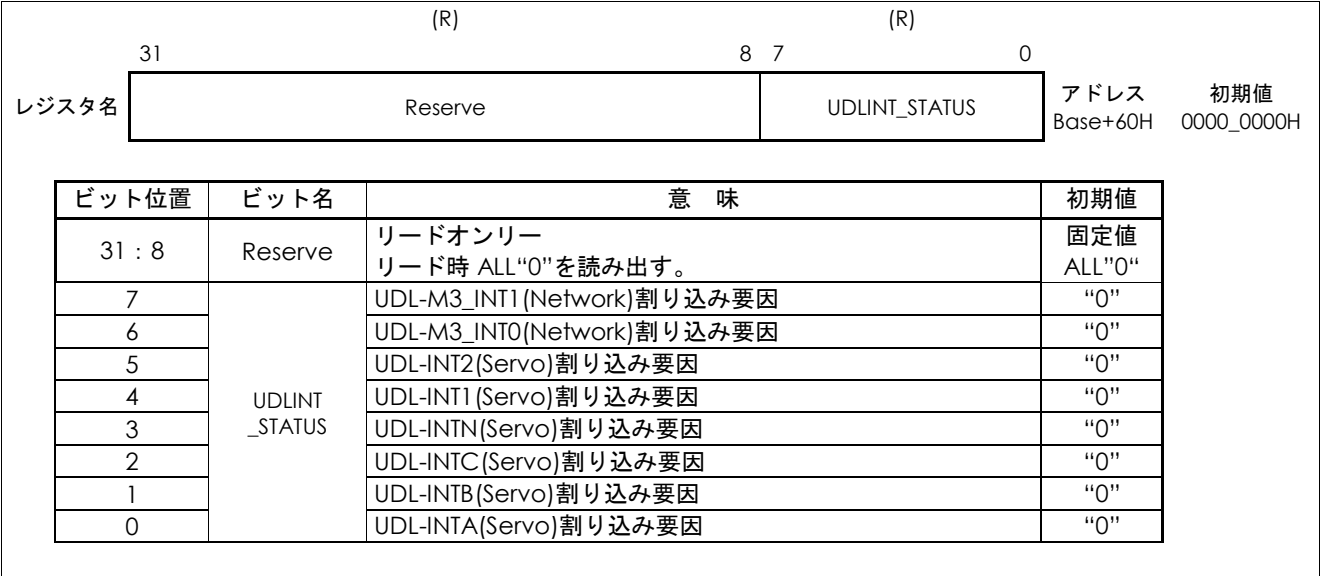 (R) (R)
31 8 7 0
レジスタ名 Reserve UDLINT_STATUS アドレス 初期値
Base+60H 0000_0000H
ビット位置 ビット名 意 味 初期値
31:8 Reserve リードオンリー 固定値
リード時 ALL“0”を読み出す。 ALL”0“
7 UDL-M3_INT1(Network)割り込み要因 “0”
6 UDL-M3_INT0(Network)割り込み要因 “0”
5 UDL-INT2(Servo)割り込み要因 “0”
4 UDLINT UDL-INT1(Servo)割り込み要因 “0”
3 _STATUS UDL-INTN(Servo)割り込み要因 “0”
2 UDL-INTC(Servo)割り込み要因 “0”
1 UDL-INTB(Servo)割り込み要因 “0”
0 UDL-INTA(Servo)割り込み要因 “0”